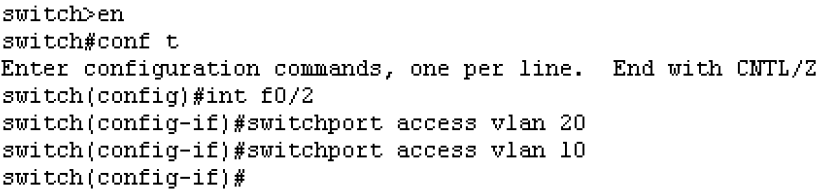 switch>en
switch#conf t
Enter configuration commands, one per line.  End with CNTL/Z
switch(config)#int f0/2
switch(config-if)#switchport access vlan 20
switch(config-if)#switchport access vlan 10
switch(config-if)#